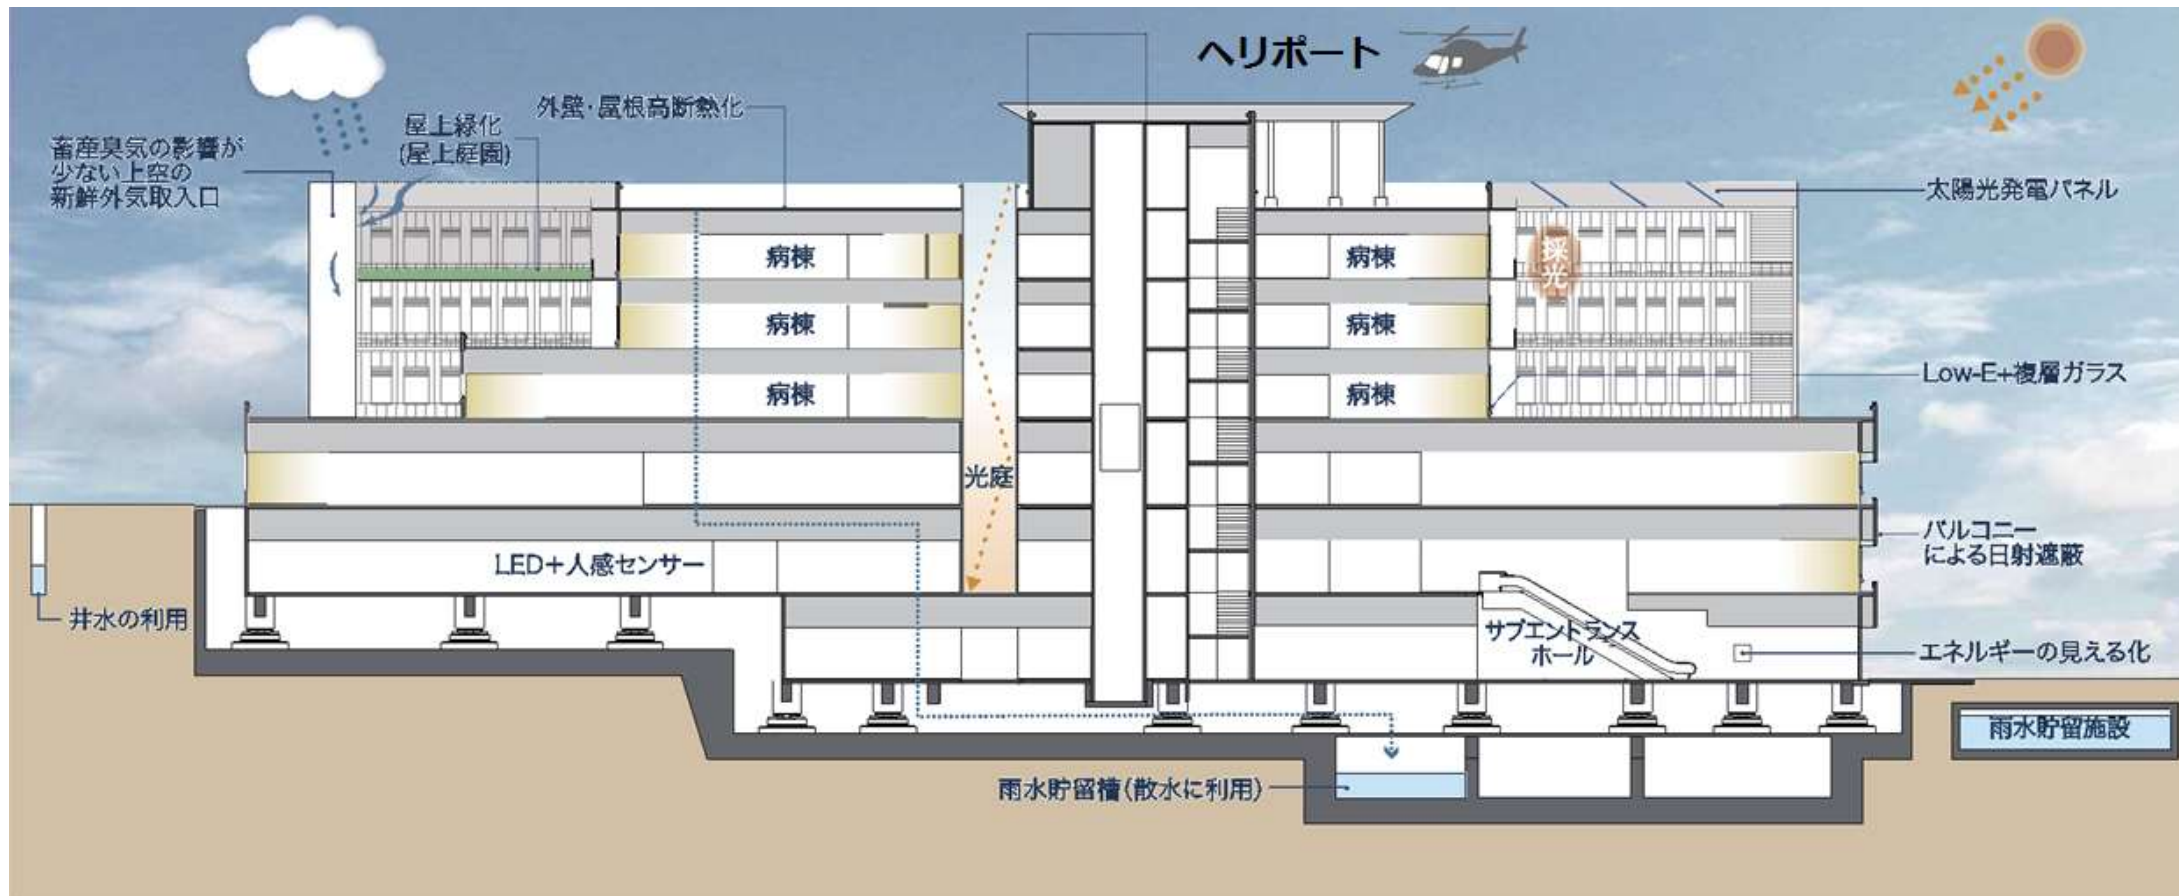 ヘリポート
外壁・屋根高断熱化
屋上緑化
(屋上庭園)
畜産臭気の影響が
少ない上空の
新鮮外気取入口
太陽光発電パネル
病棟
病棟
採光
病棟
病棟
病棟
病棟
Low-E+複層ガラス
光庭
バルコニー
による日射遮蔽
LED+人感センサー
井水の利用
サブエントランス
ホール
エネルギーの見える化
雨水貯留施設
雨水貯留槽(散水に利用)